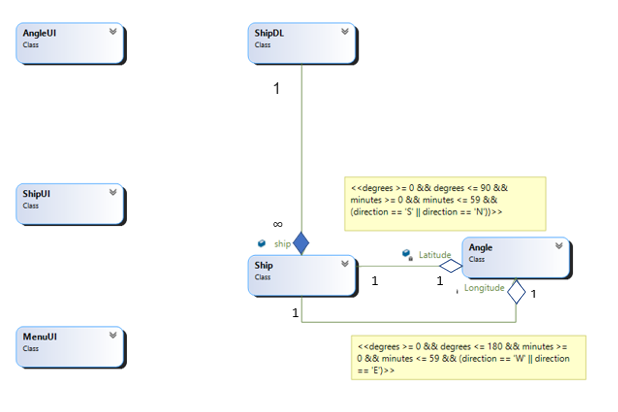 AngleUI
Class
ShipDL
Class
1
ShipUI
Class
<<degrees >= 0 && degrees <= 90 &&
minutes >= 0 && minutes <= 59 &&
(direction == 'S' || direction == 'N'))>>
∞
ship
Ship
Class
Latitude
Angle
Class
1
1
Longitude
1
1
MenuUI
Class
<<degrees >= 0 && degrees <= 180 && minutes >=
0 && minutes <= 59 && (direction == 'W' || direction
== 'E')>>